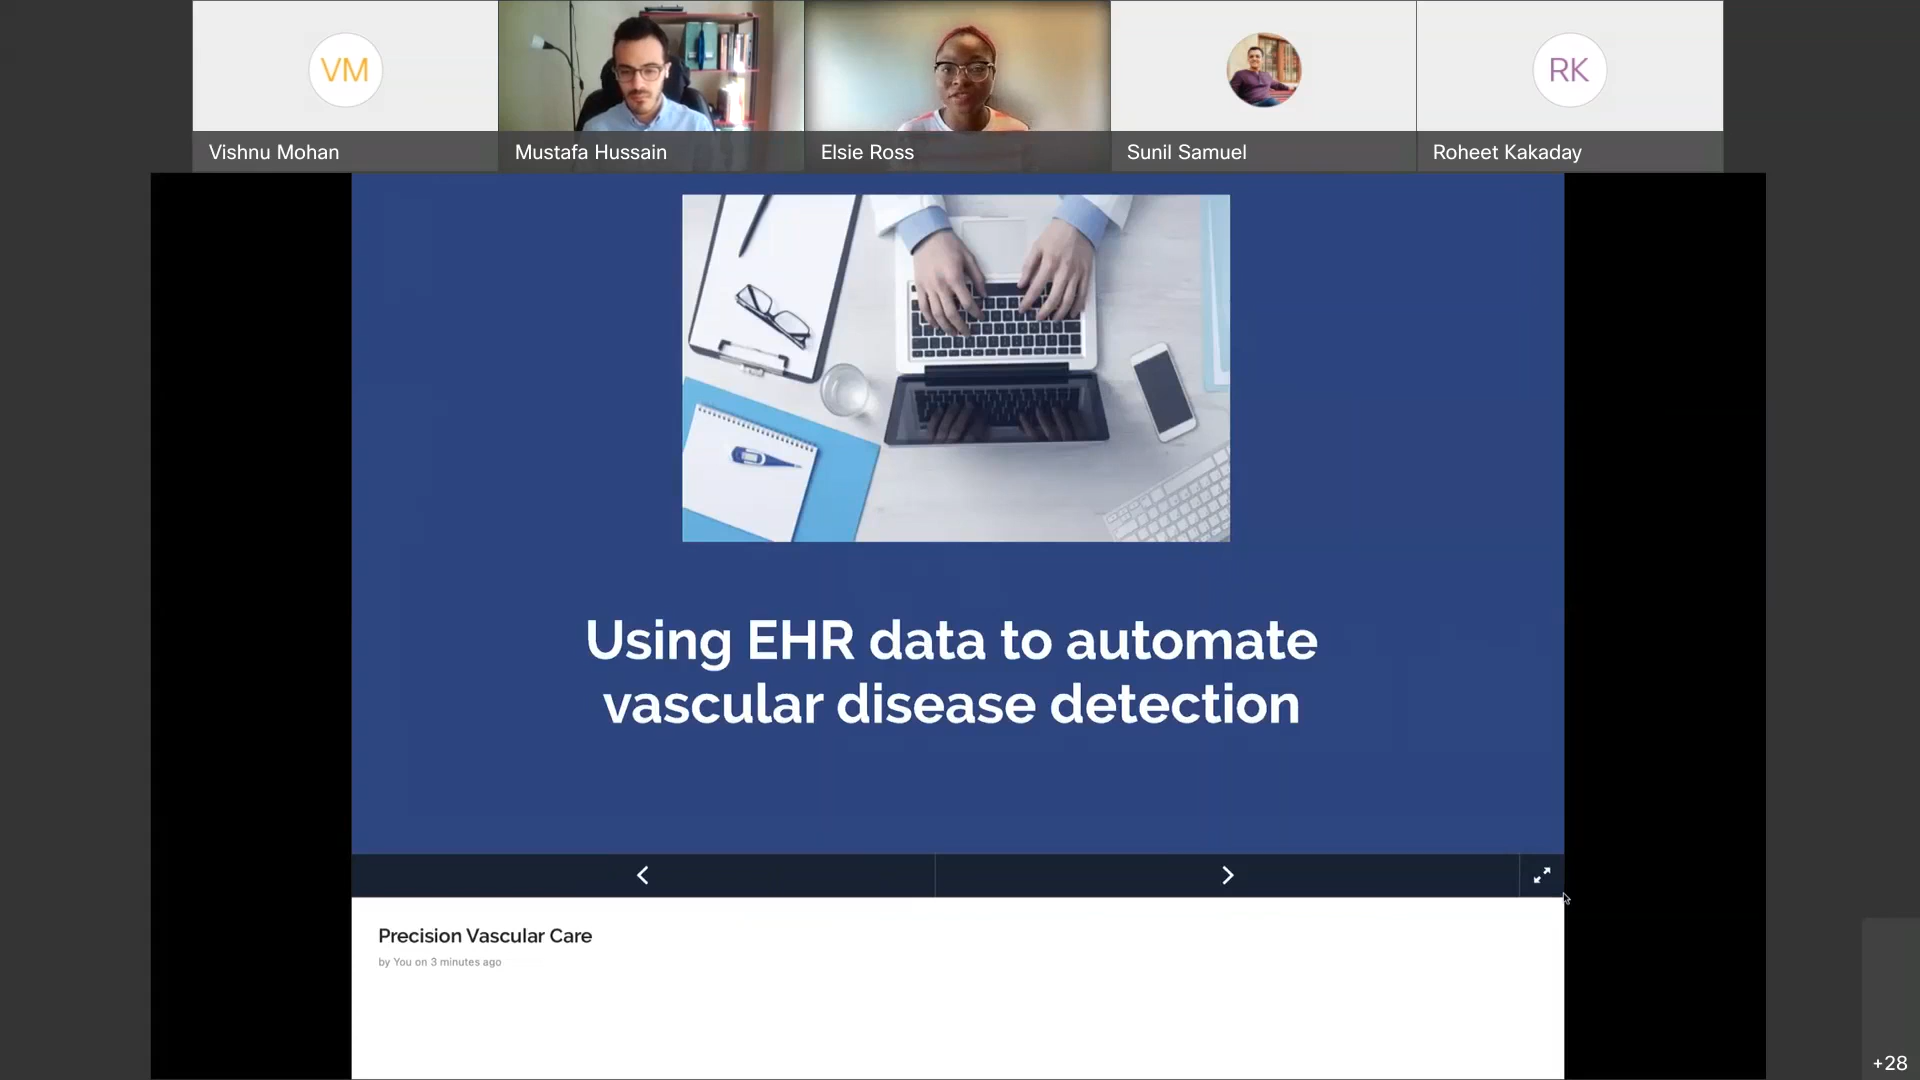 VM
RK
Vishnu Mohan
Mustafa Hussain
Elsie Ross
Sunil Samuel
Roheet Kakaday
Using EHR data to automate
vascular disease detection
Precision Vascular Care
by You on 3 minutes ago
+28